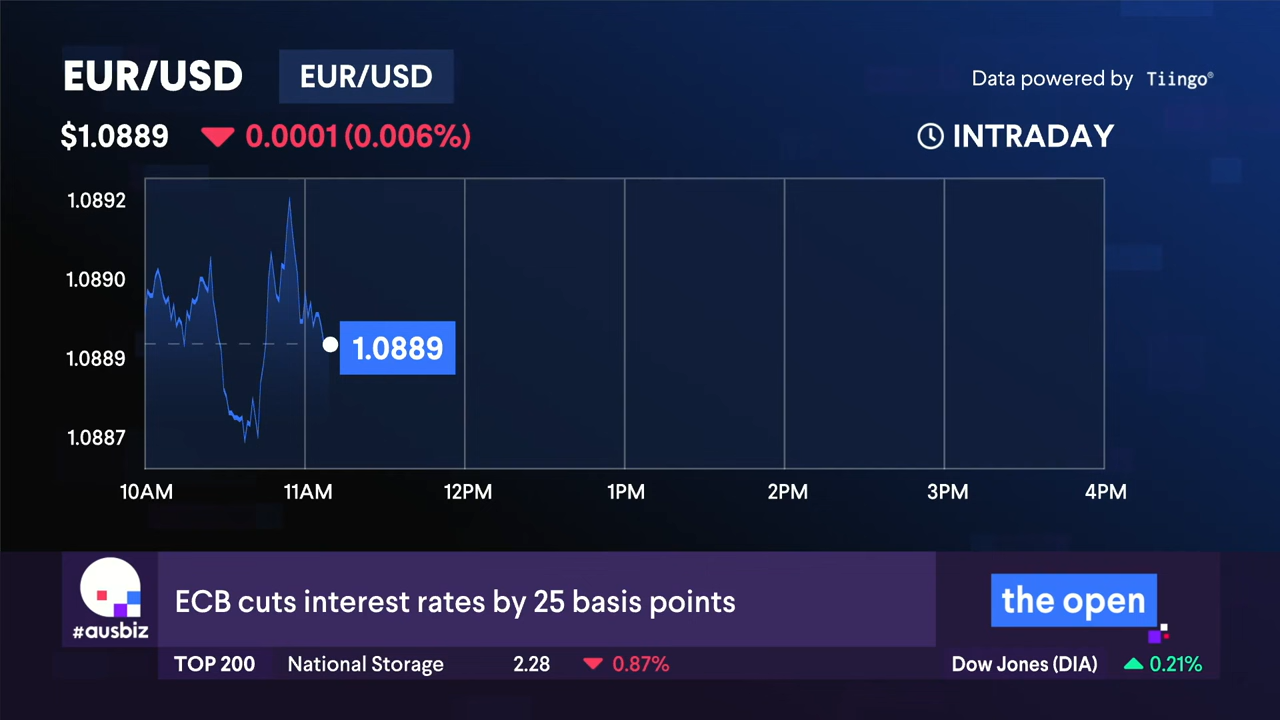 EUR/USD EUR/USD
Data powered by Tiingo®
$1.0889 ▼ 0.0001 (0.006%)
INTRADAY
1.0892
1.0890
1.0889
1.0887
1.0889
10AM 11AM 12PM 1PM 2PM 3PM 4PM
#ausbiz
ECB cuts interest rates by 25 basis points
the open
TOP 200 National Storage 2.28 ▼ 0.87%
Dow Jones (DIA) ▲ 0.21%